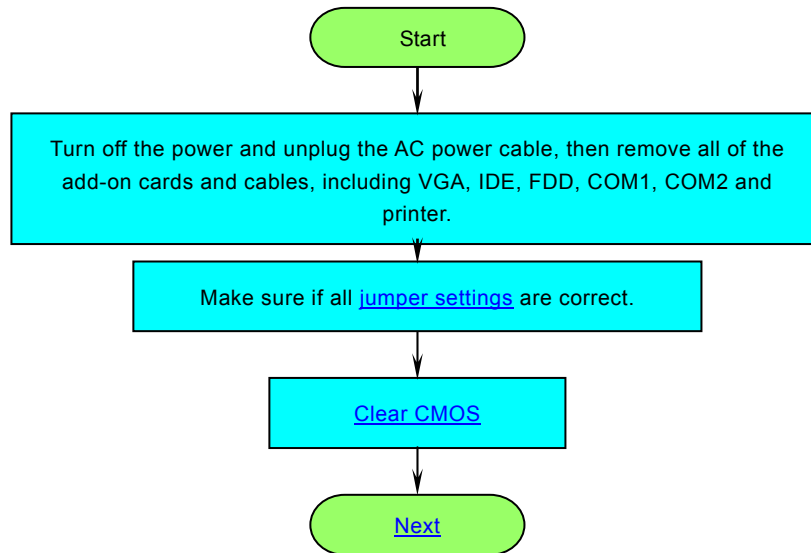 Start
Turn off the power and unplug the AC power cable, then remove all of the
add-on cards and cables, including VGA, IDE, FDD, COM1, COM2 and
printer.
Make sure if all jumper settings are correct.
Clear CMOS
Next